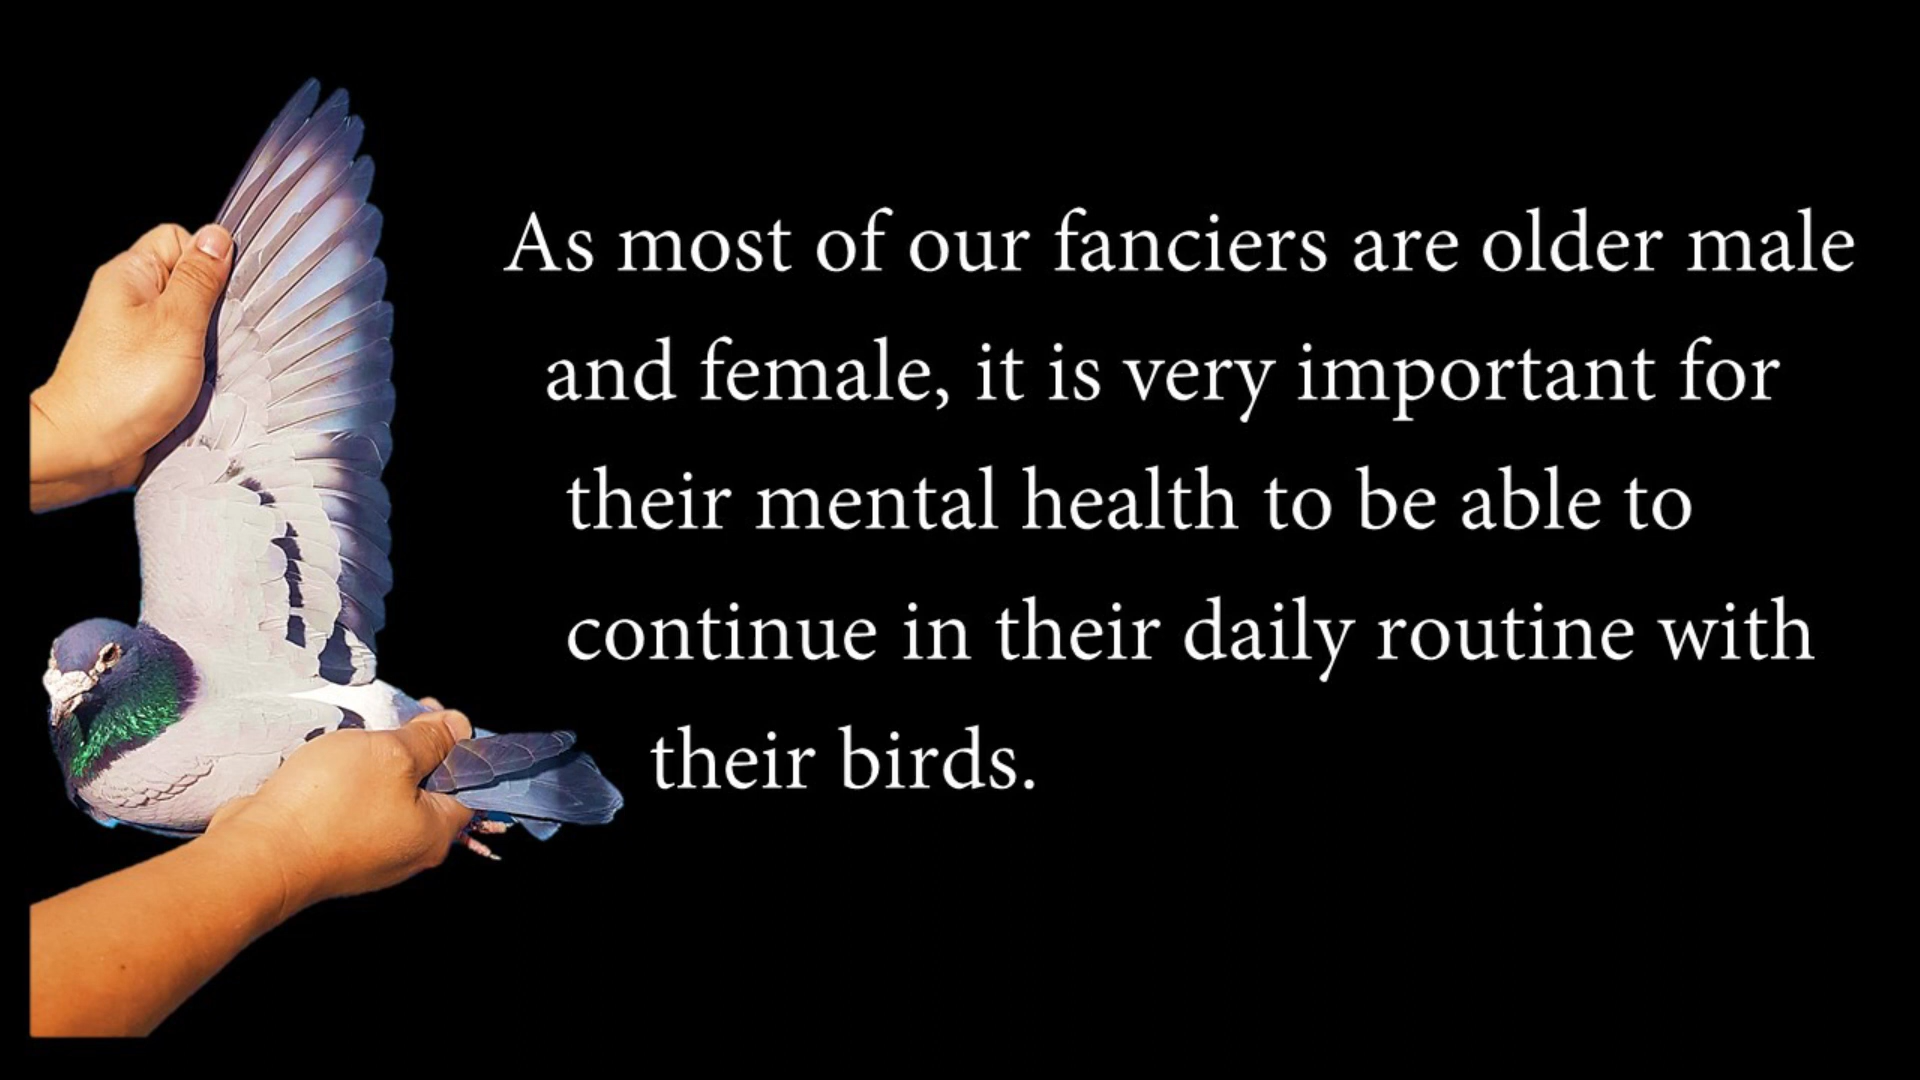 As most of our fanciers are older male
and female, it is very important for
their mental health to be able to
continue in their daily routine with
their birds.